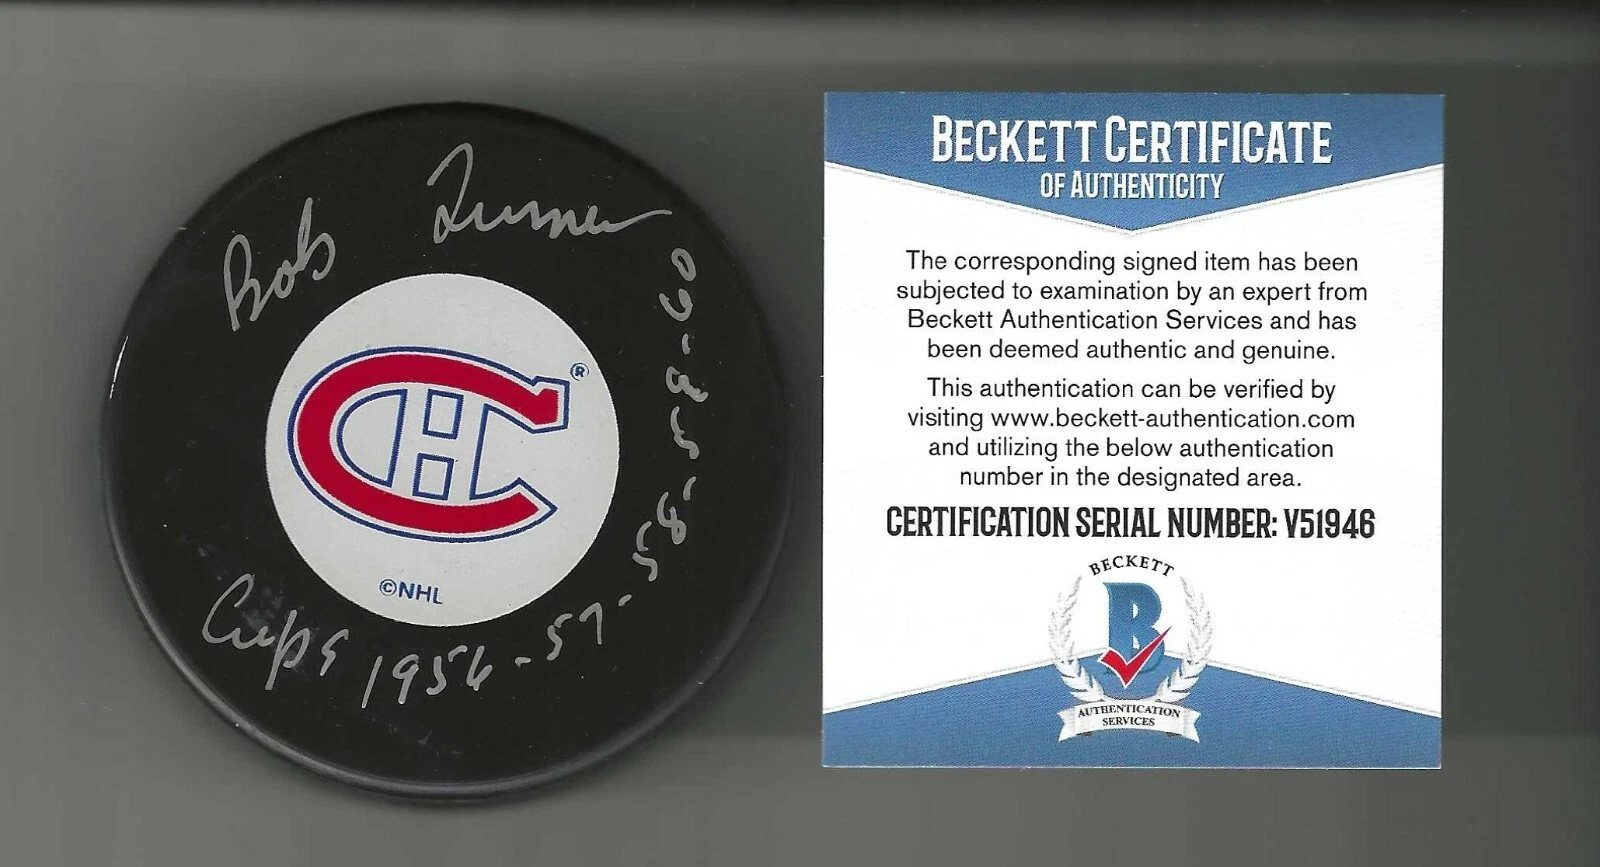 Bob Turner
Cups 1956-57-58-59-60
CH
®
©NHL
BECKETT CERTIFICATE
OF AUTHENTICITY
The corresponding signed item has been
subjected to examination by an expert from
Beckett Authentication Services and has
been deemed authentic and genuine.
This authentication can be verified by
visiting www.beckett-authentication.com
and utilizing the below authentication
number in the designated area.
CERTIFICATION SERIAL NUMBER: V51946
BECKETT
B
AUTHENTICATION
SERVICES